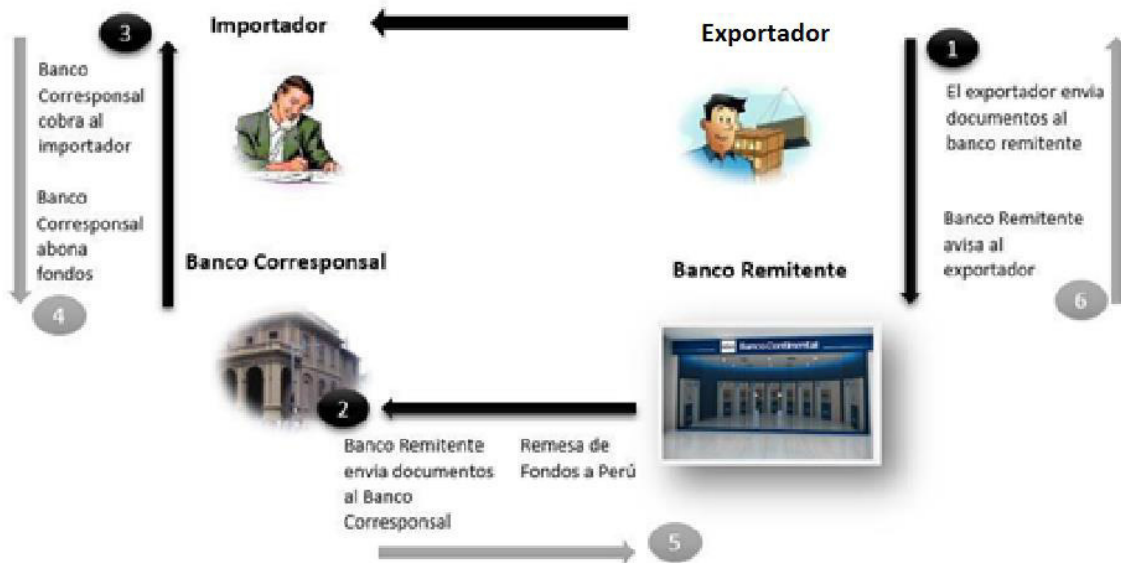 3
Importador
Exportador
1
Banco
Corresponsal
cobra al
importador
El exportador envia
documentos al
banco remitente
Banco
Corresponsal
abona
fondos
Banco Remitente
avisa al
exportador
4
6
Banco Corresponsal
Banco Remitente
Banco Continental
2
Banco Remitente
envia documentos
al Banco
Corresponsal
Remesa de
Fondos a Perú
5